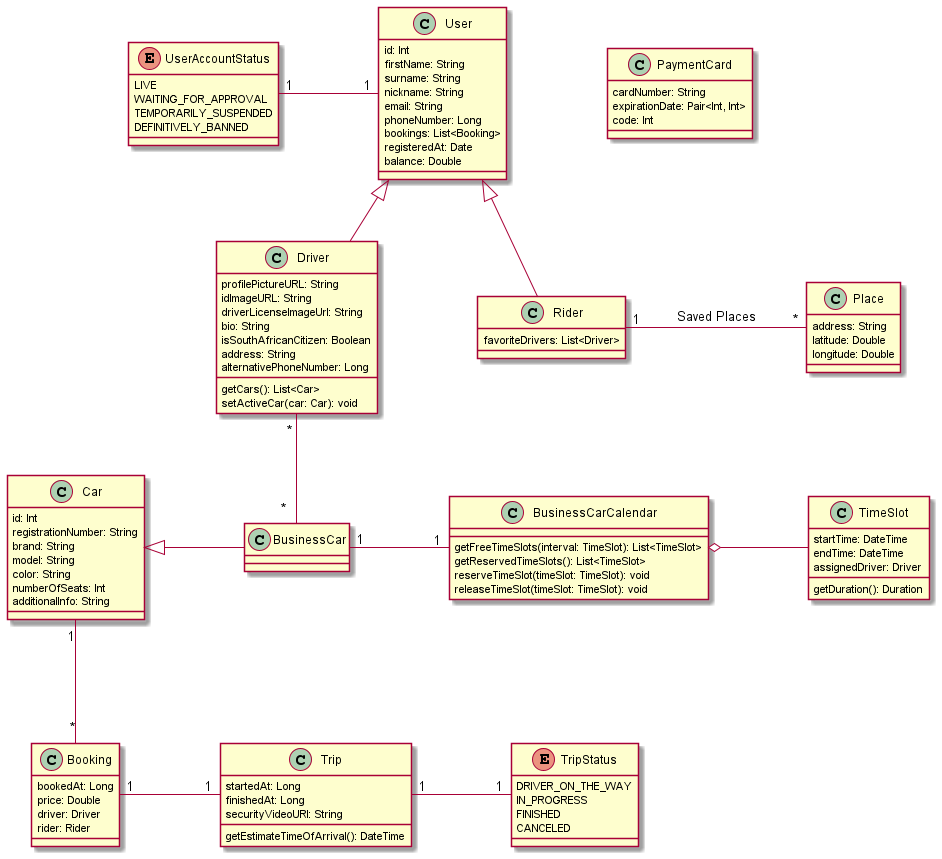 E UserAccountStatus
LIVE
WAITING_FOR_APPROVAL
TEMPORARILY_SUSPENDED
DEFINITIVELY_BANNED
1
1
C User
id: Int
firstName: String
surname: String
nickname: String
email: String
phoneNumber: Long
bookings: List<Booking>
registeredAt: Date
balance: Double
C PaymentCard
cardNumber: String
expirationDate: Pair<Int, Int>
code: Int
C Driver
profilePictureURL: String
idImageURL: String
driverLicenseImageUrl: String
bio: String
isSouthAfricanCitizen: Boolean
address: String
alternativePhoneNumber: Long
getCars(): List<Car>
setActiveCar(car: Car): void
C Rider
favoriteDrivers: List<Driver>
1
Saved Places
*
C Place
address: String
latitude: Double
longitude: Double
*
*
C Car
id: Int
registrationNumber: String
brand: String
model: String
color: String
numberOfSeats: Int
additionalInfo: String
C BusinessCar
1
1
C BusinessCarCalendar
getFreeTimeSlots(interval: TimeSlot): List<TimeSlot>
getReservedTimeSlots(): List<TimeSlot>
reserveTimeSlot(timeSlot: TimeSlot): void
releaseTimeSlot(timeSlot: TimeSlot): void
C TimeSlot
startTime: DateTime
endTime: DateTime
assignedDriver: Driver
getDuration(): Duration
1
*
C Booking
bookedAt: Long
price: Double
driver: Driver
rider: Rider
1
1
C Trip
startedAt: Long
finishedAt: Long
securityVideoURl: String
getEstimateTimeOfArrival(): DateTime
1
1
E TripStatus
DRIVER_ON_THE_WAY
IN_PROGRESS
FINISHED
CANCELED